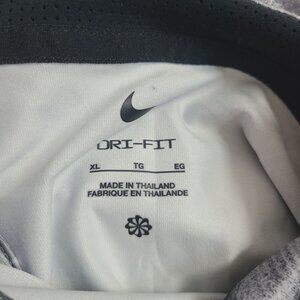 DRI-FIT
XL TG EG
MADE IN THAILAND
FABRIQUE EN THAILANDE